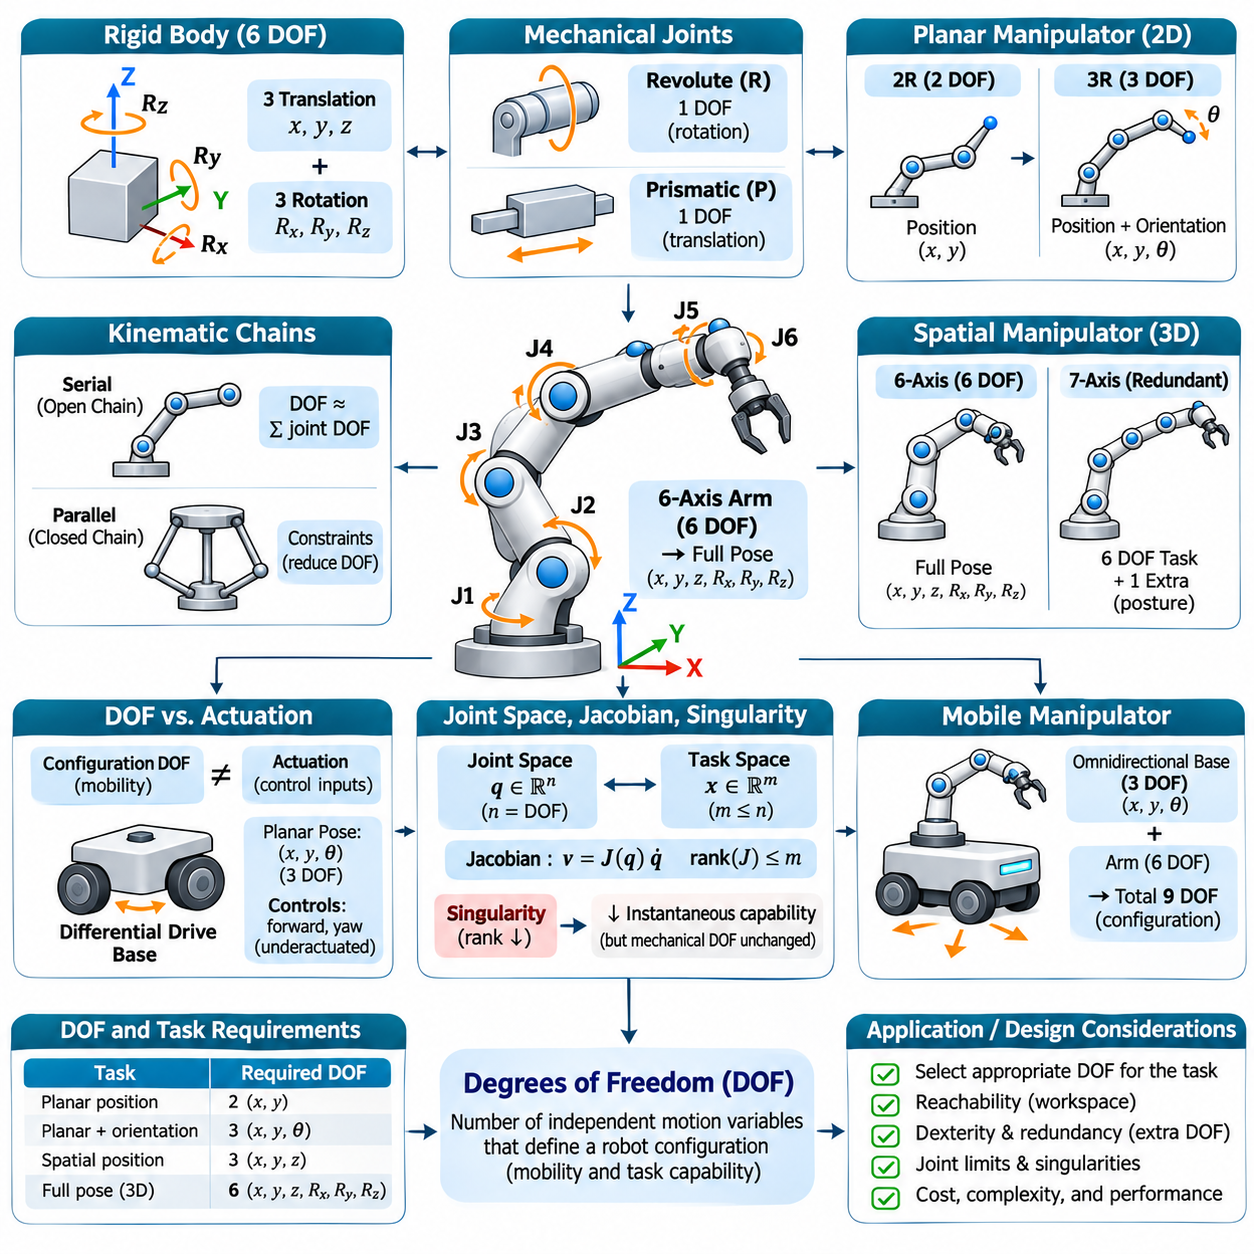 Rigid Body (6 DOF)
Z
Rz
Ry
Y
Rx
3 Translation
x, y, z
+
3 Rotation
Rx, Ry, Rz
Mechanical Joints
Revolute (R)
1 DOF
(rotation)
Prismatic (P)
1 DOF
(translation)
Planar Manipulator (2D)
2R (2 DOF)
Position
(x, y)
3R (3 DOF)
θ
Position + Orientation
(x, y, θ)
Kinematic Chains
Serial
(Open Chain)
DOF ≈
Σ joint DOF
Parallel
(Closed Chain)
Constraints
(reduce DOF)
J1
J2
J3
J4
J5
J6
6-Axis Arm
(6 DOF)
→ Full Pose
(x, y, z, Rx, Ry, Rz)
Z
Y
X
Spatial Manipulator (3D)
6-Axis (6 DOF)
Full Pose
(x, y, z, Rx, Ry, Rz)
7-Axis (Redundant)
6 DOF Task
+ 1 Extra
(posture)
DOF vs. Actuation
Configuration DOF
(mobility)
≠
Actuation
(control inputs)
Differential Drive
Base
Planar Pose:
(x, y, θ)
(3 DOF)
Controls:
forward, yaw
(underactuated)
Joint Space, Jacobian, Singularity
Joint Space
q ∈ ℝⁿ
(n = DOF)
Task Space
x ∈ ℝᵐ
(m ≤ n)
Jacobian : v = J(q) q̇ rank(J) ≤ m
Singularity
(rank ↓)
↓ Instantaneous capability
(but mechanical DOF unchanged)
Mobile Manipulator
Omnidirectional Base
(3 DOF)
(x, y, θ)
+
Arm (6 DOF)
→ Total 9 DOF
(configuration)
DOF and Task Requirements
Task Required DOF
Planar position 2 (x, y)
Planar + orientation 3 (x, y, θ)
Spatial position 3 (x, y, z)
Full pose (3D) 6 (x, y, z, Rx, Ry, Rz)
Degrees of Freedom (DOF)
Number of independent motion variables
that define a robot configuration
(mobility and task capability)
Application / Design Considerations
Select appropriate DOF for the task
Reachability (workspace)
Dexterity & redundancy (extra DOF)
Joint limits & singularities
Cost, complexity, and performance